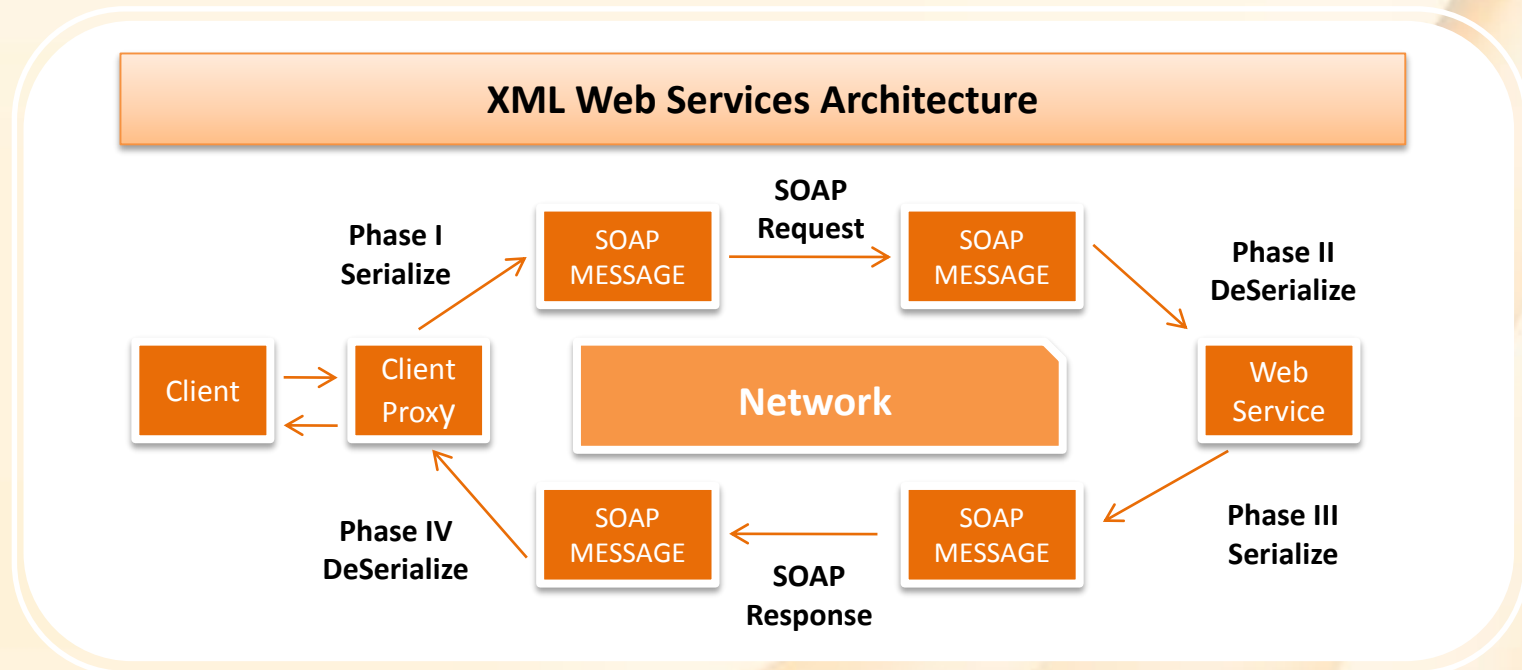 XML Web Services Architecture
SOAP
Request
Phase I
Serialize
SOAP
MESSAGE
SOAP
MESSAGE
Phase II
DeSerialize
Client
Client
Proxy
Network
Web
Service
Phase IV
DeSerialize
SOAP
MESSAGE
SOAP
MESSAGE
Phase III
Serialize
SOAP
Response